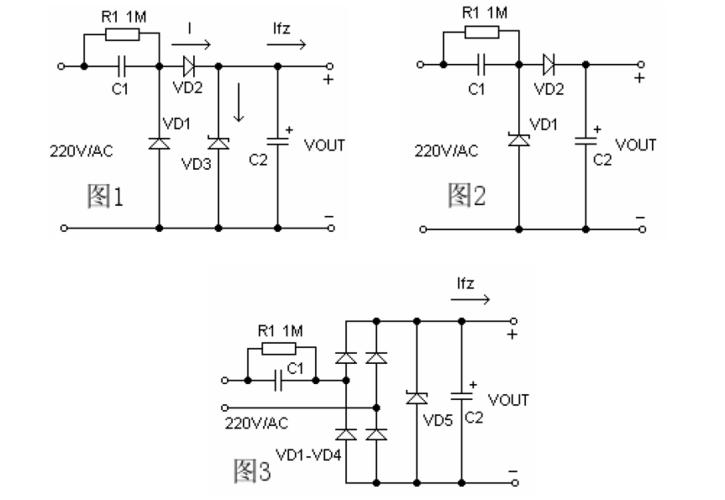 R1 1M
I
Ifz
C1
VD2
+
VD1
VD3
+
C2
VOUT
220V/AC
图1
−
R1 1M
C1
VD2
+
VD1
+
C2
VOUT
220V/AC
图2
−
Ifz
R1 1M
C1
+
220V/AC
VD5
+
C2
VOUT
VD1-VD4
图3
−